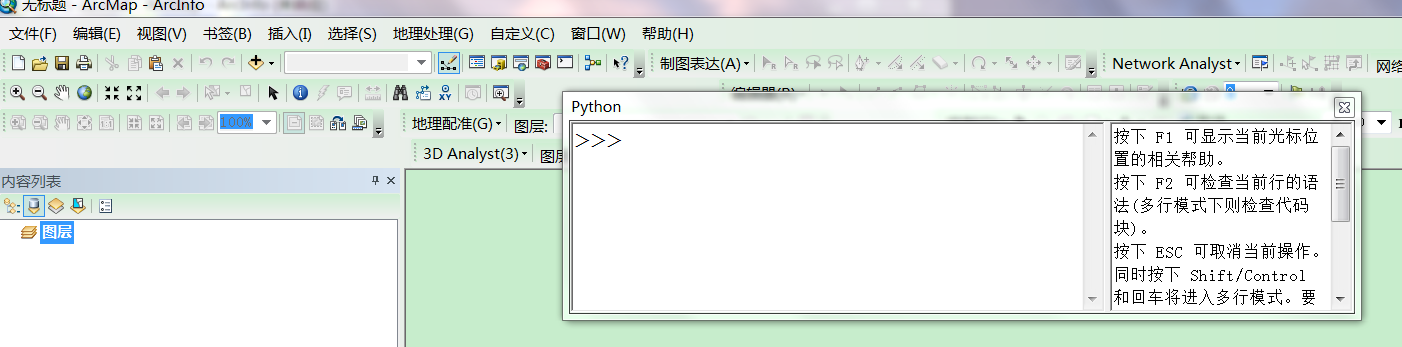 无标题 - ArcMap - ArcInfo
文件(F) 编辑(E) 视图(V) 书签(B) 插入(I) 选择(S) 地理处理(G) 自定义(C) 窗口(W) 帮助(H)
制图表达(A) Network Analyst 网络
编辑器(R)
Python
100% 地理配准(G) 图层:
3D Analyst(3) 图层
>>>
按下 F1 可显示当前光标位
置的相关帮助。
按下 F2 可检查当前行的语
法(多行模式下则检查代码
块)。
按下 ESC 可取消当前操作。
同时按下 Shift/Control
和回车将进入多行模式。要
内容列表
图层